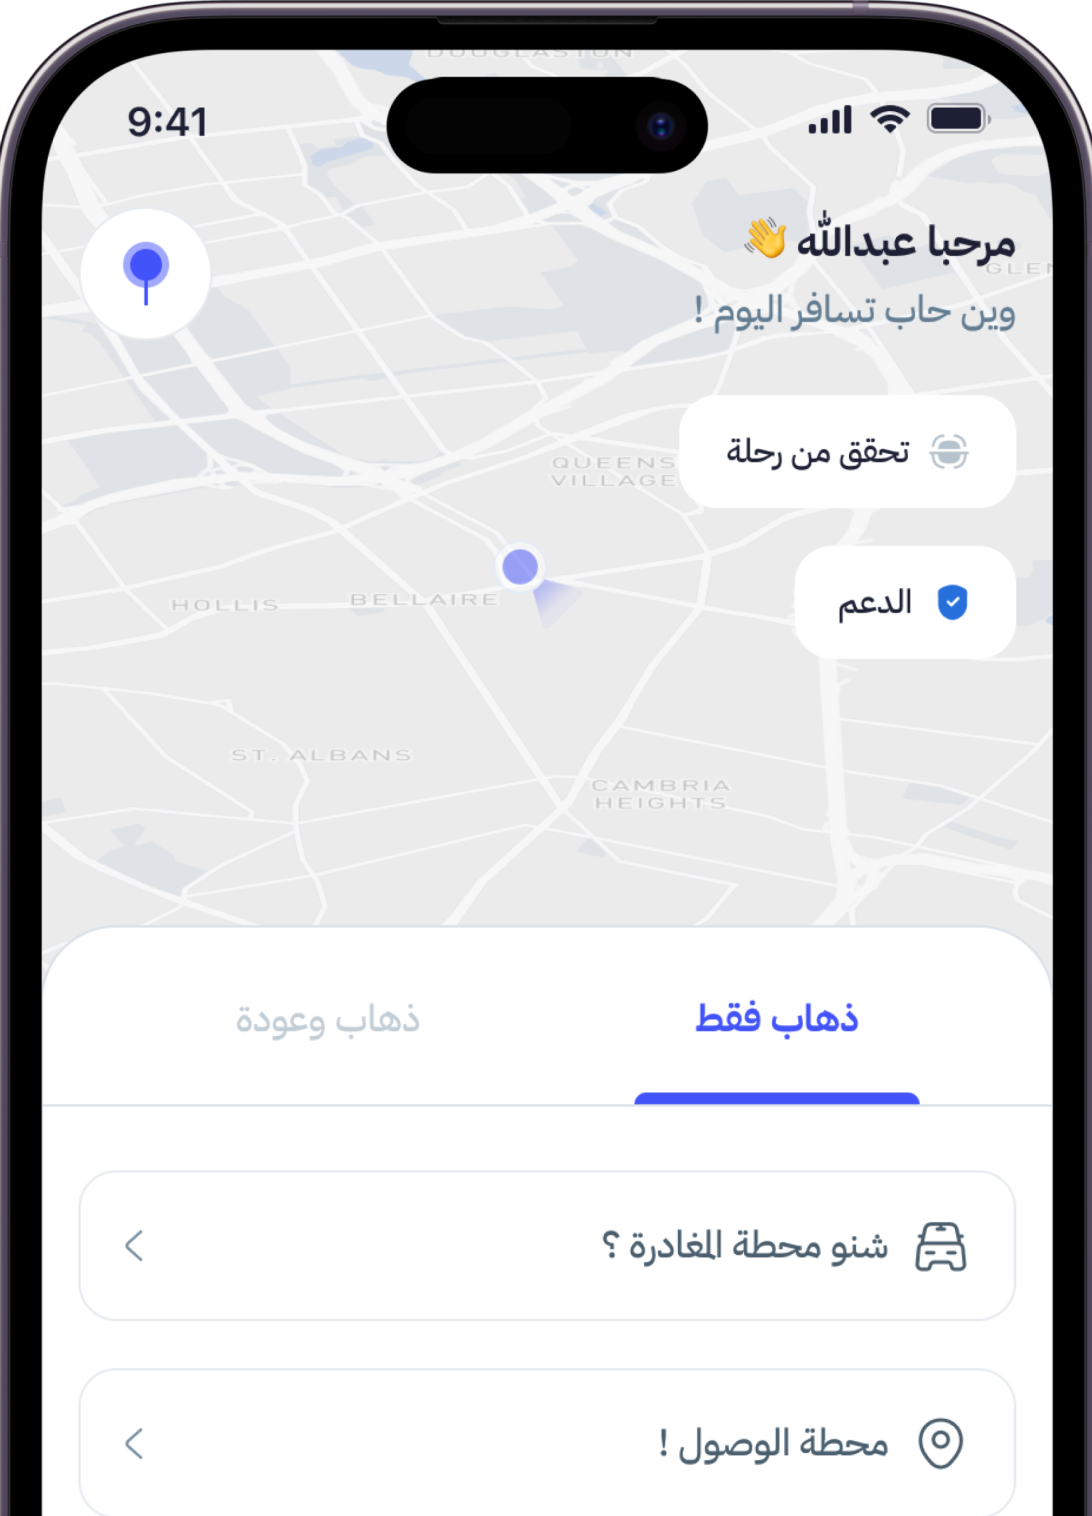 DOUGLASTON
9:41
مرحبا عبدالله 👋
GLEN
وين حاب تسافر اليوم !
تحقق من رحلة
QUEENS
VILLAGE
الدعم
HOLLIS
BELLAIRE
ST. ALBANS
CAMBRIA
HEIGHTS
ذهاب فقط
ذهاب وعودة
شنو محطة المغادرة ؟
محطة الوصول !